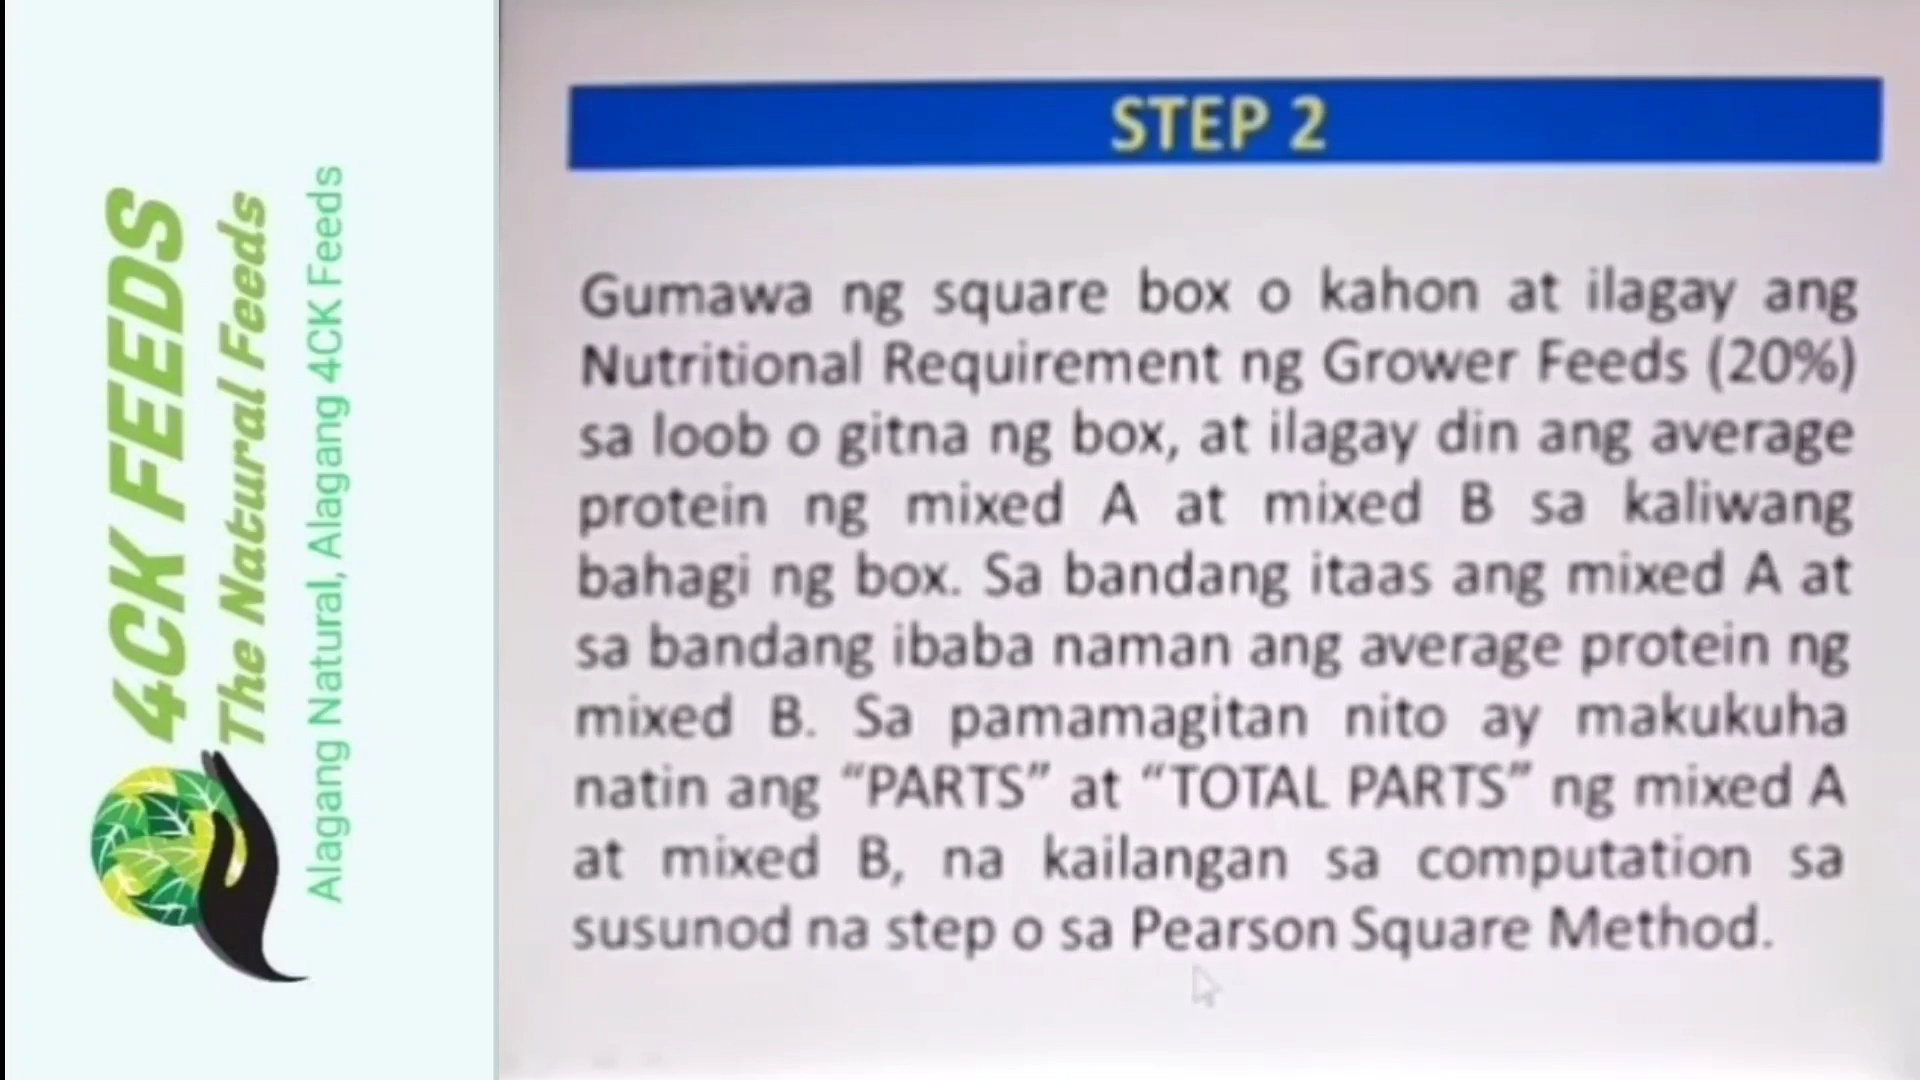 4CK FEEDS
The Natural Feeds
Alagang Natural, Alagang 4CK Feeds
STEP 2
Gumawa ng square box o kahon at ilagay ang
Nutritional Requirement ng Grower Feeds (20%)
sa loob o gitna ng box, at ilagay din ang average
protein ng mixed A at mixed B sa kaliwang
bahagi ng box. Sa bandang itaas ang mixed A at
sa bandang ibaba naman ang average protein ng
mixed B. Sa pamamagitan nito ay makukuha
natin ang “PARTS” at “TOTAL PARTS” ng mixed A
at mixed B, na kailangan sa computation sa
susunod na step o sa Pearson Square Method.